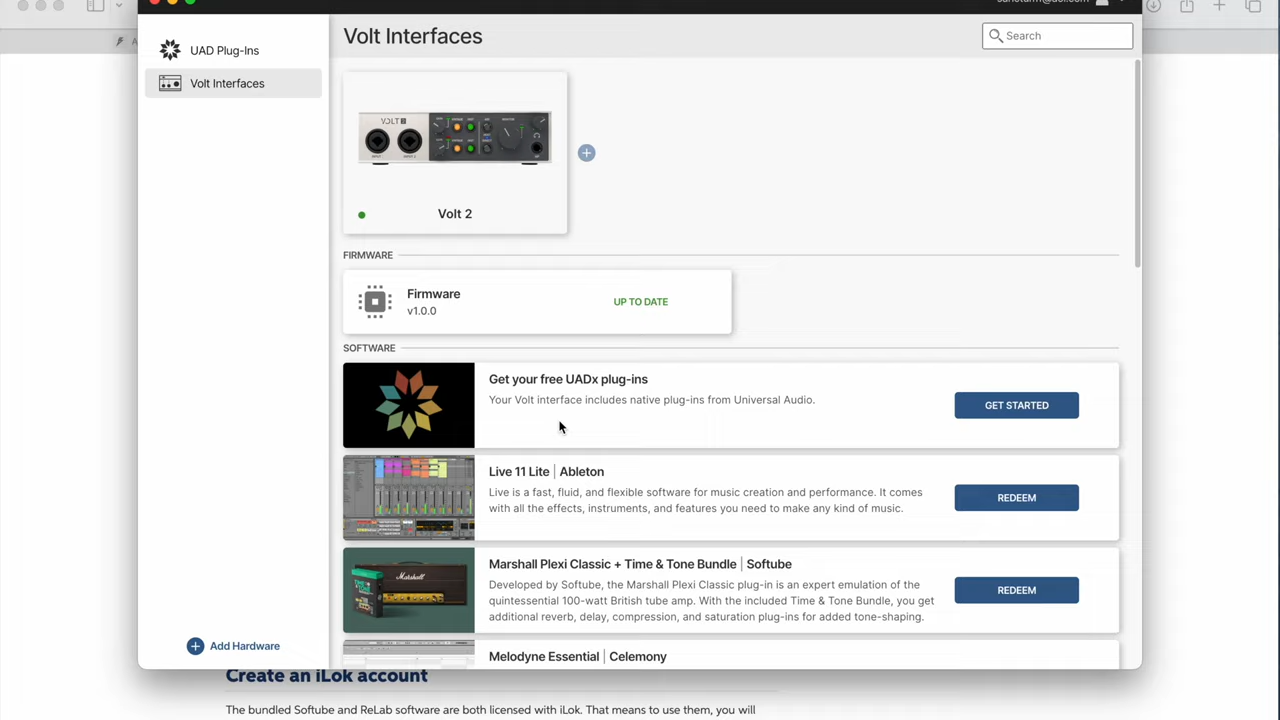 UAD Plug-Ins
Volt Interfaces
Add Hardware
Volt Interfaces
Search
VOLT 2
Volt 2
FIRMWARE
Firmware
v1.0.0
UP TO DATE
SOFTWARE
Get your free UADx plug-ins
Your Volt interface includes native plug-ins from Universal Audio.
GET STARTED
Live 11 Lite | Ableton
Live is a fast, fluid, and flexible software for music creation and performance. It comes
with all the effects, instruments, and features you need to make any kind of music.
REDEEM
Marshall
Marshall Plexi Classic + Time & Tone Bundle | Softube
Developed by Softube, the Marshall Plexi Classic plug-in is an expert emulation of the
quintessential 100-watt British tube amp. With the included Time & Tone Bundle, you get
additional reverb, delay, compression, and saturation plug-ins for added tone-shaping.
REDEEM
Melodyne Essential | Celemony
Create an iLok account
The bundled Softube and ReLab software are both licensed with iLok. That means to use them, you will